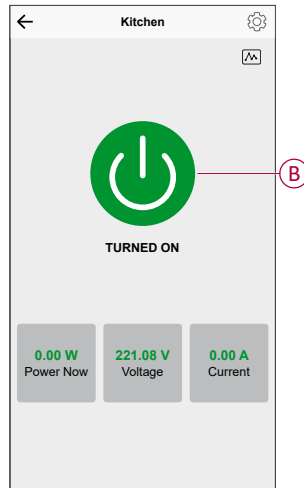 Kitchen
B
TURNED ON
0.00 W 221.08 V 0.00 A
Power Now Voltage Current